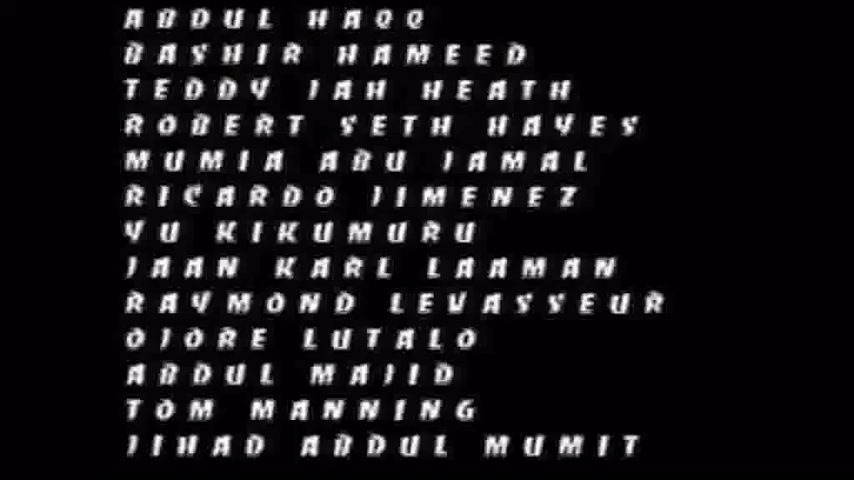 ABDUL HAQQ
BASHIR HAMEED
TEDDY JAH HEATH
ROBERT SETH HAYES
MUMIA ABU JAMAL
RICARDO JIMENEZ
YU KIKUMURU
JAAN KARL LAAMAN
RAYMOND LEVASSEUR
OJORE LUTALO
ABDUL MAJID
TOM MANNING
JIHAD ABDUL MUMIT